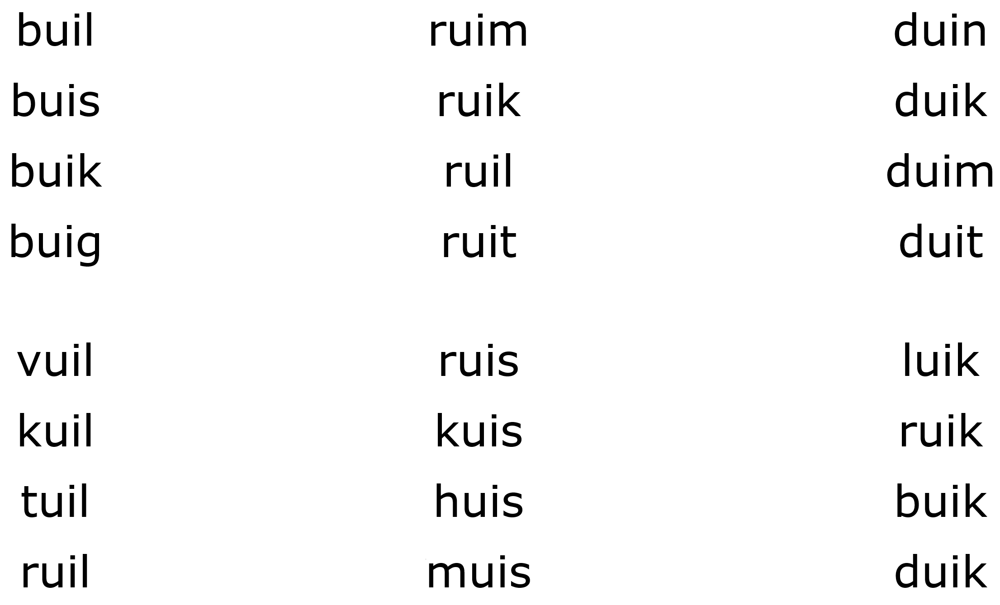 buil ruim duin
buis ruik duik
buik ruil duim
buig ruit duit
vuil ruis luik
kuil kuis ruik
tuil huis buik
ruil muis duik